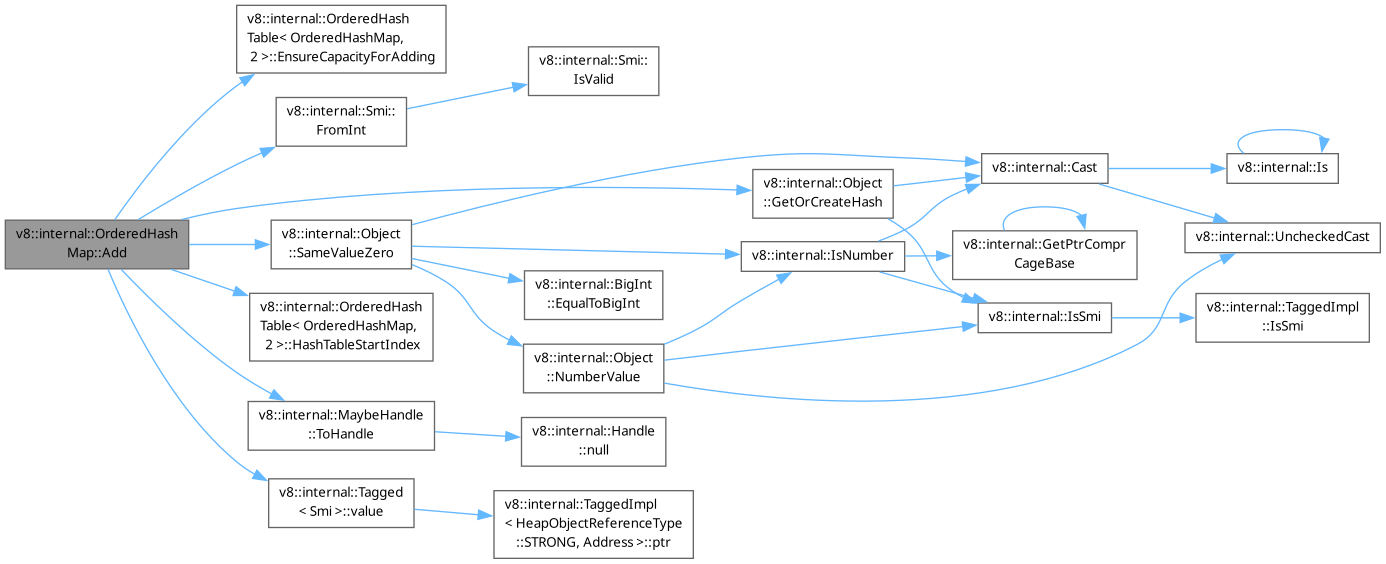 v8::internal::OrderedHash
Map::Add
v8::internal::OrderedHash
Table< OrderedHashMap,
2 >::EnsureCapacityForAdding
v8::internal::Smi::
FromInt
v8::internal::Smi::
IsValid
v8::internal::Object
::GetOrCreateHash
v8::internal::Cast
v8::internal::Is
v8::internal::UncheckedCast
v8::internal::Object
::SameValueZero
v8::internal::IsNumber
v8::internal::GetPtrCompr
CageBase
v8::internal::BigInt
::EqualToBigInt
v8::internal::IsSmi
v8::internal::TaggedImpl
::IsSmi
v8::internal::OrderedHash
Table< OrderedHashMap,
2 >::HashTableStartIndex
v8::internal::Object
::NumberValue
v8::internal::MaybeHandle
::ToHandle
v8::internal::Handle
::null
v8::internal::Tagged
< Smi >::value
v8::internal::TaggedImpl
< HeapObjectReferenceType
::STRONG, Address >::ptr